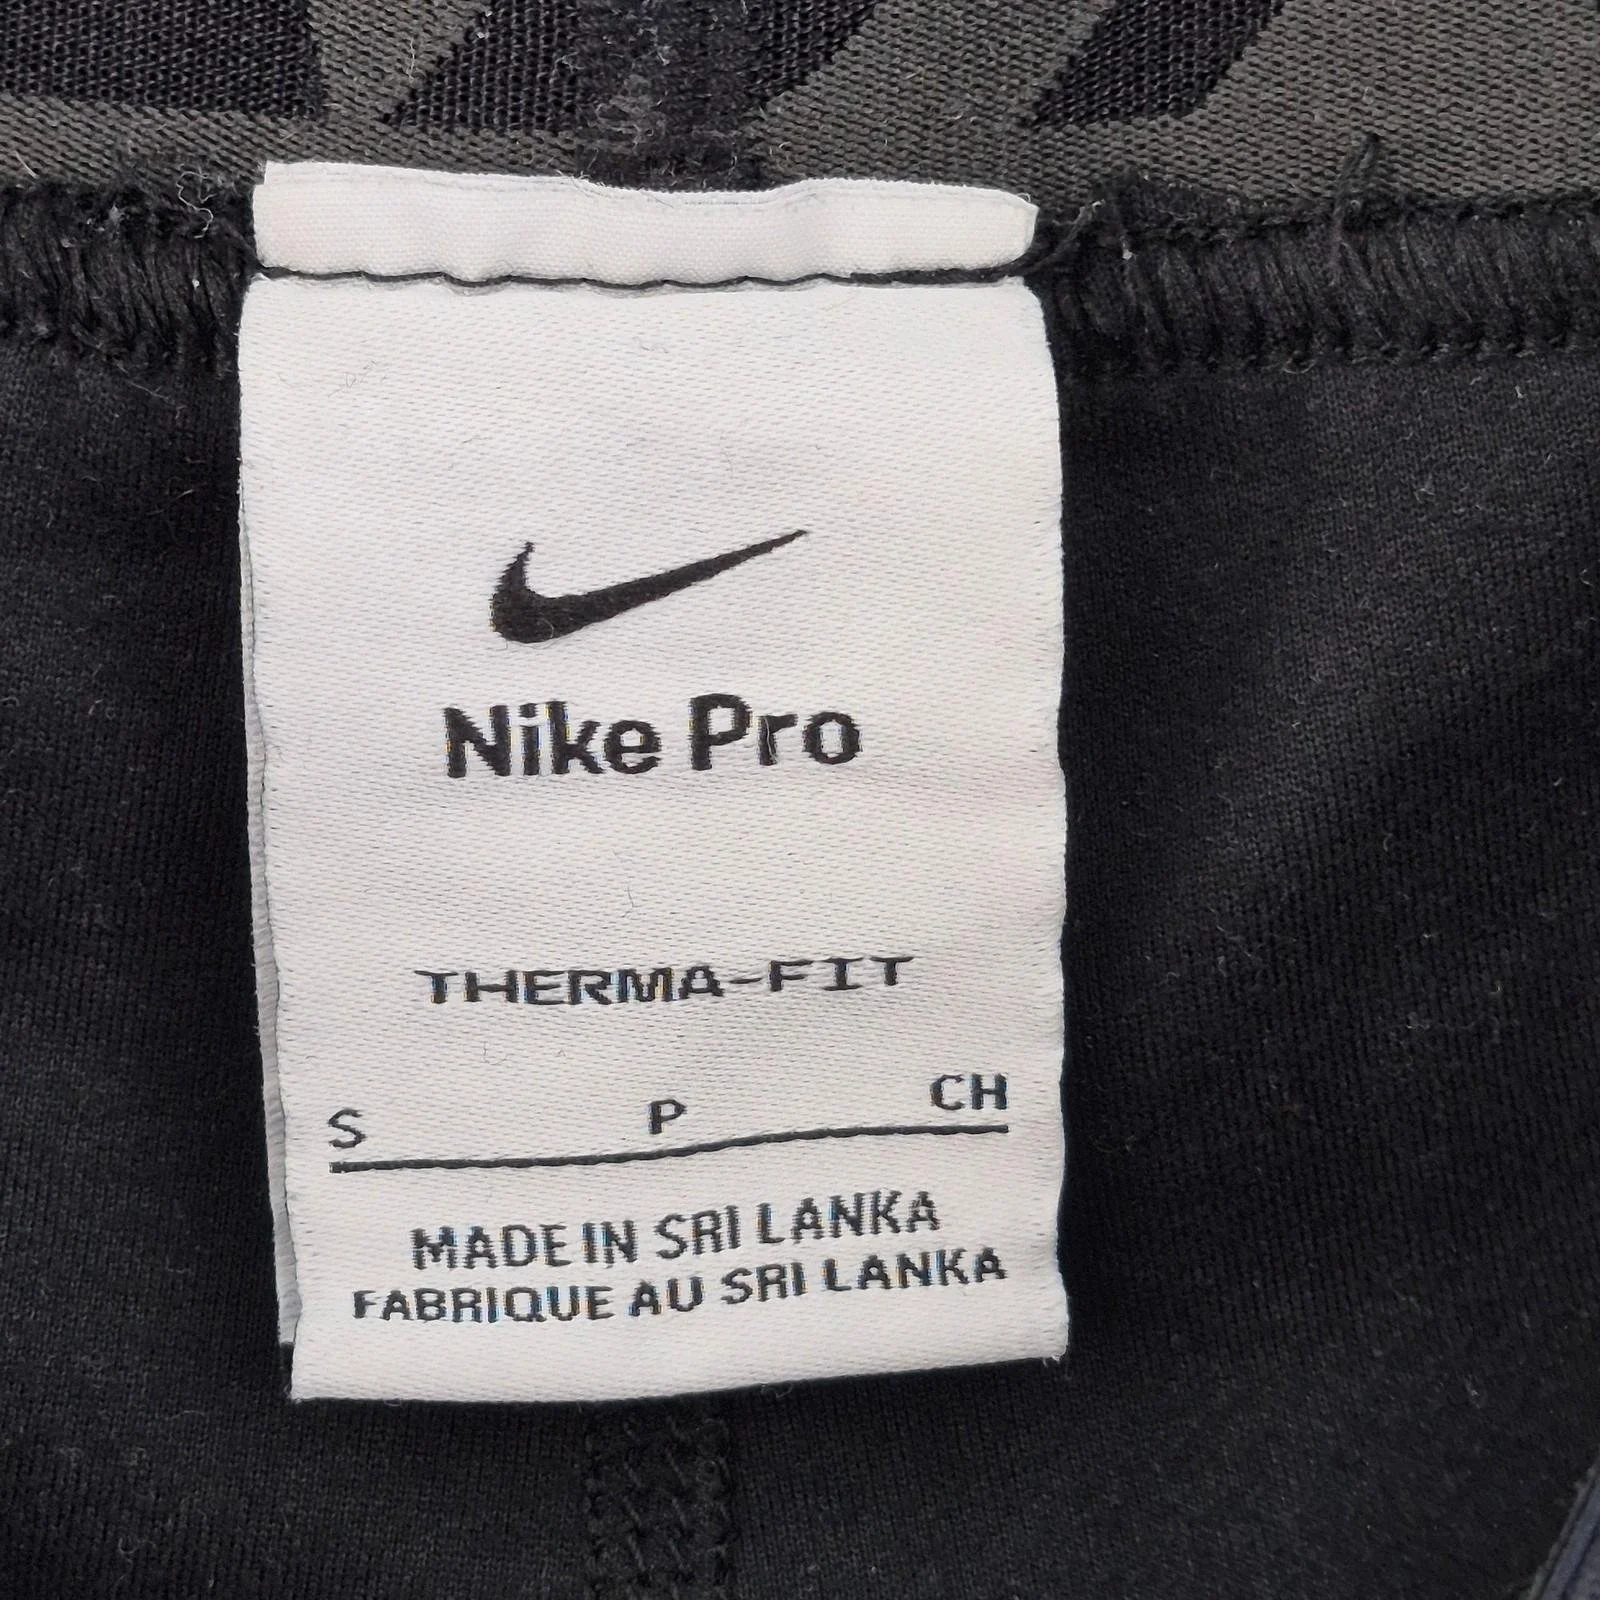 Nike Pro
THERMA-FIT
S P CH
MADE IN SRI LANKA
FABRIQUE AU SRI LANKA